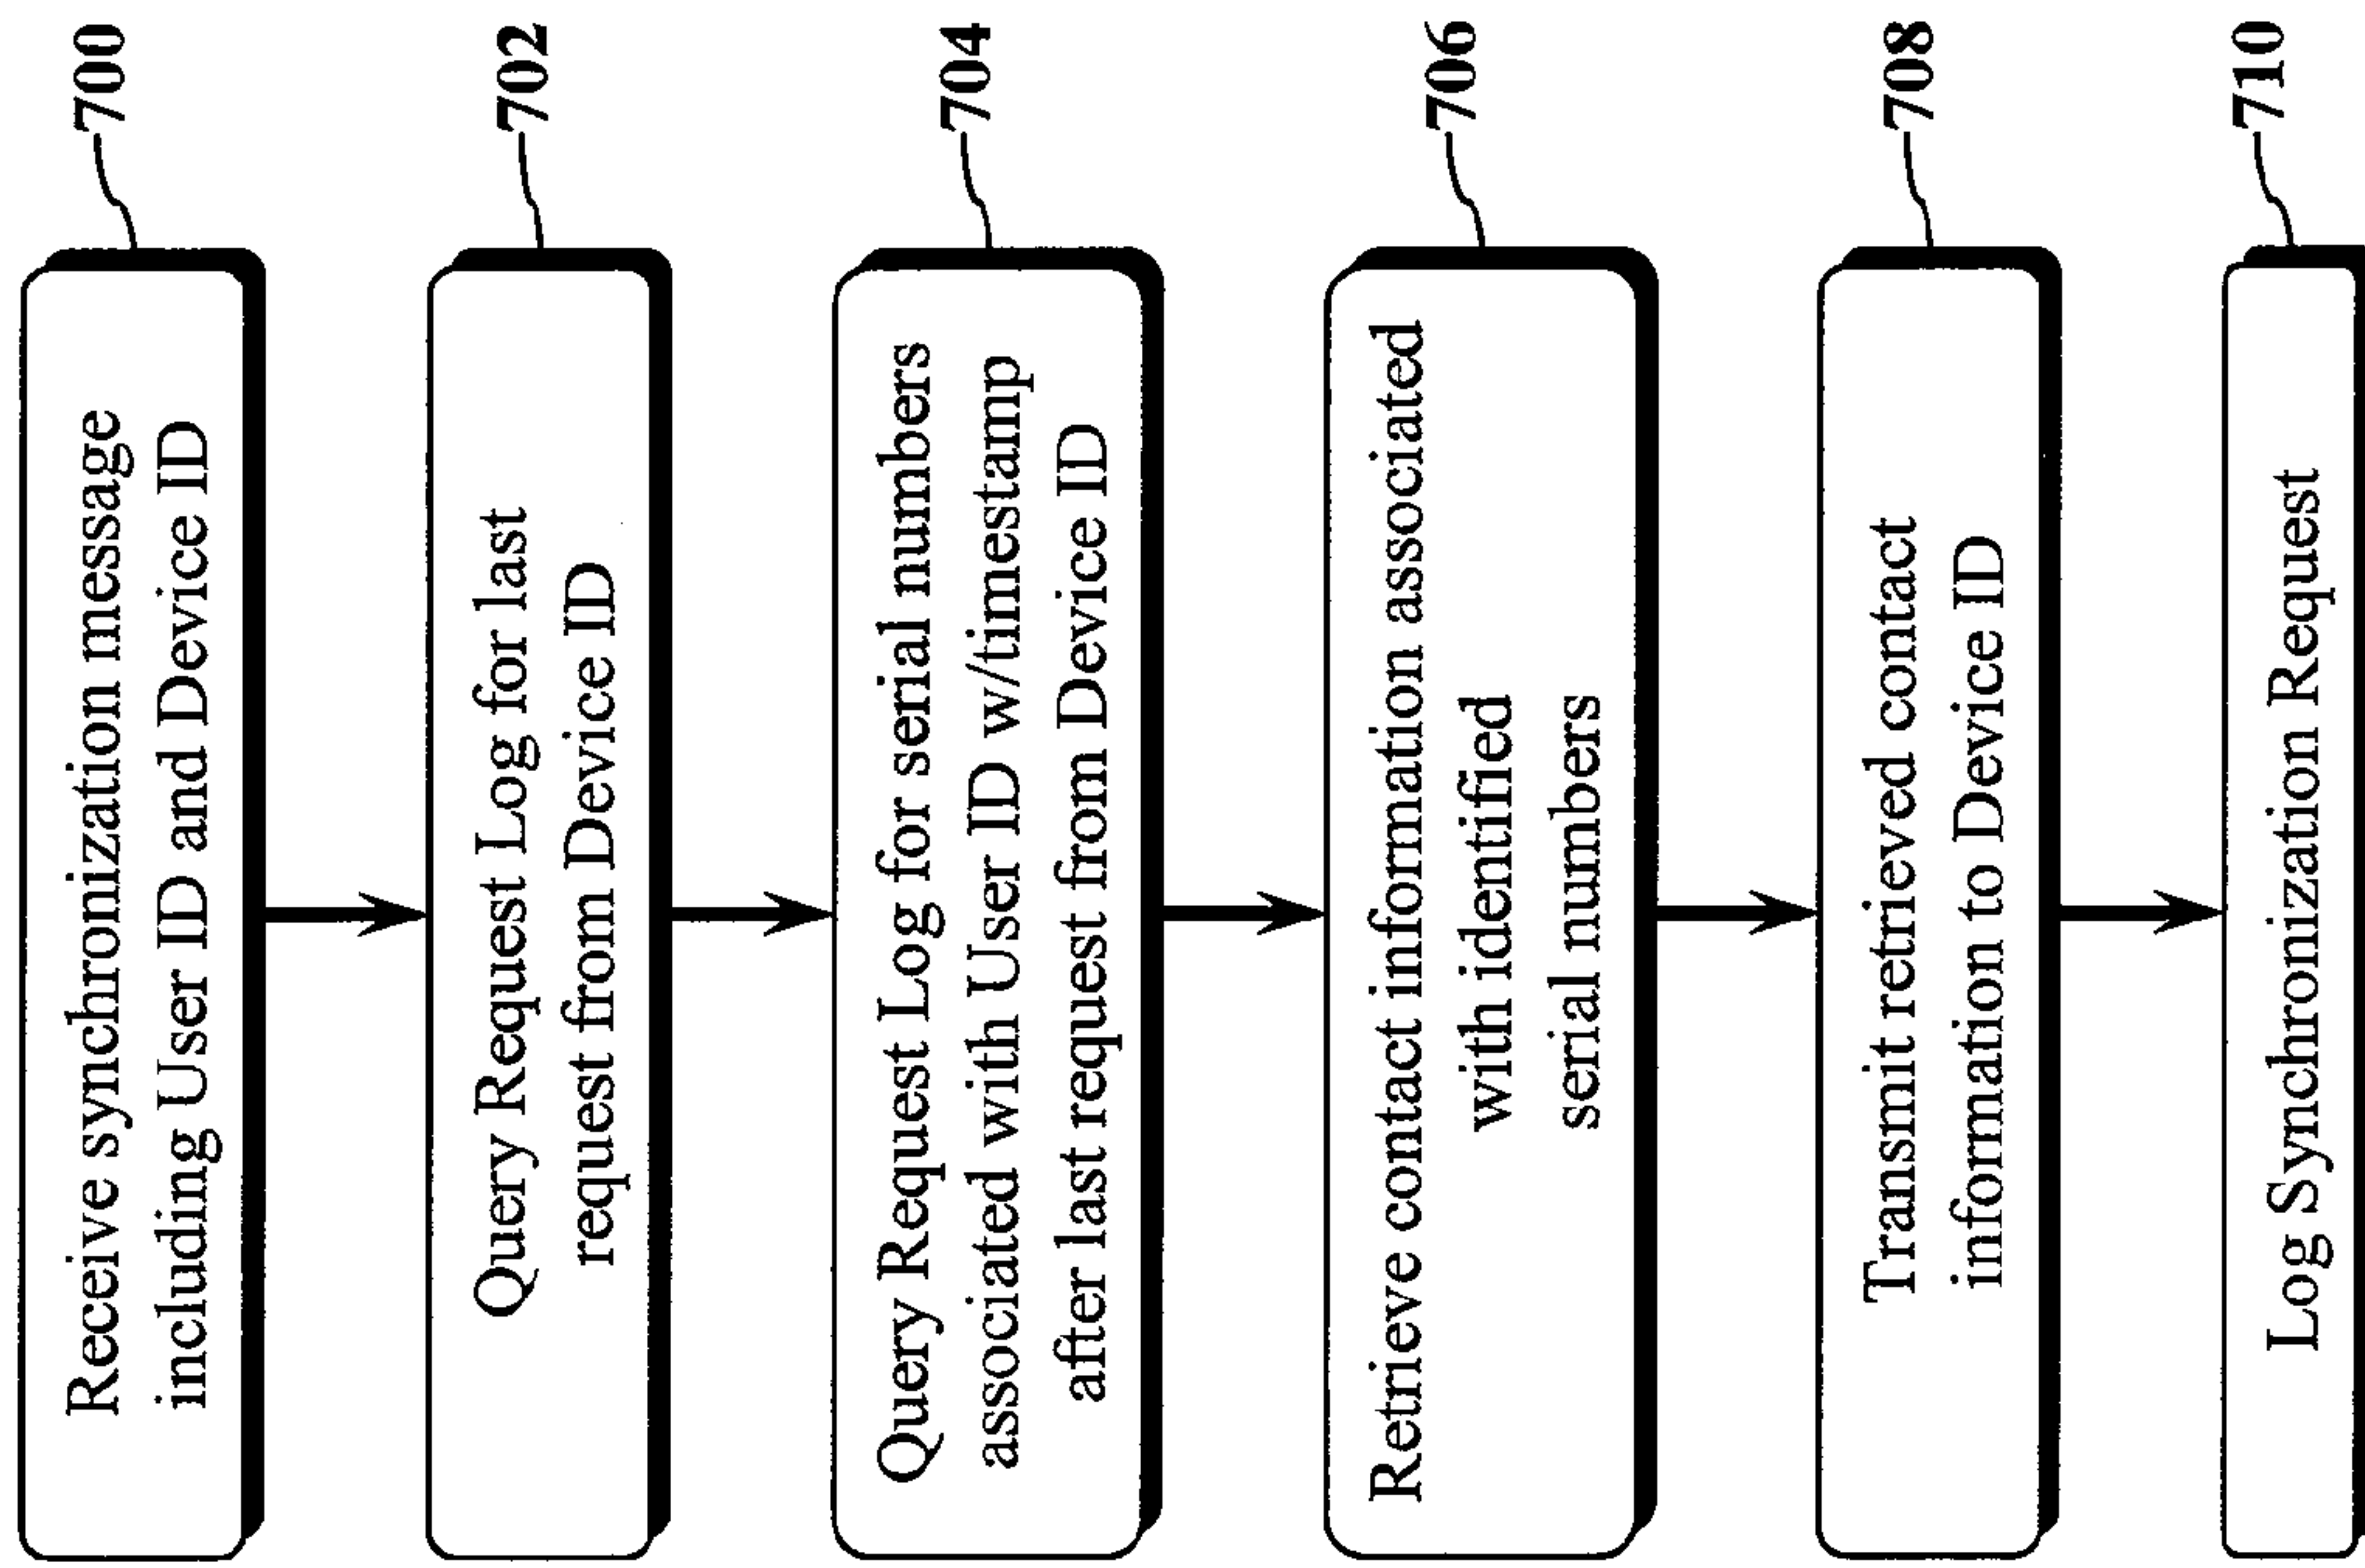 Receive synchronization message
including User ID and Device ID
700
Query Request Log for last
request from Device ID
702
Query Request Log for serial numbers
associated with User ID w/timestamp
after last request from Device ID
704
Retrieve contact information associated
with identified
serial numbers
706
Transmit retrieved contact
information to Device ID
708
Log Synchronization Request
710